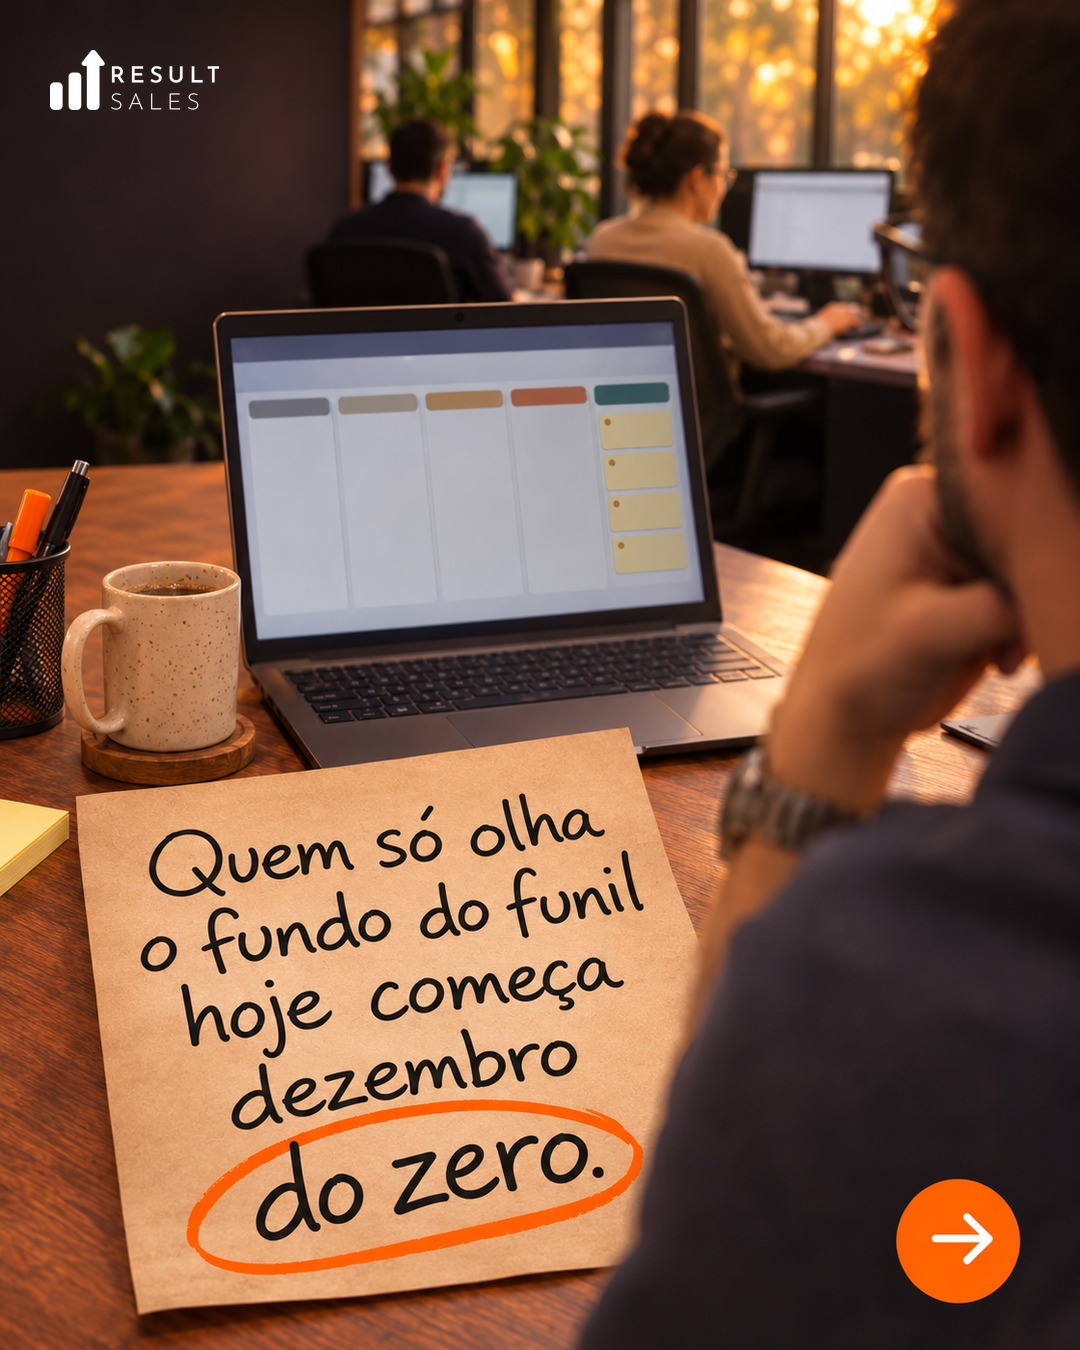 RESULT
SALES
Quem só olha
o fundo do funil
hoje começa
dezembro
do zero.